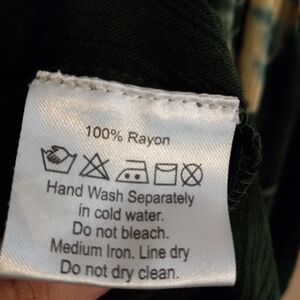 100% Rayon
Hand Wash Separately
in cold water.
Do not bleach.
Medium Iron. Line dry
Do not dry clean.